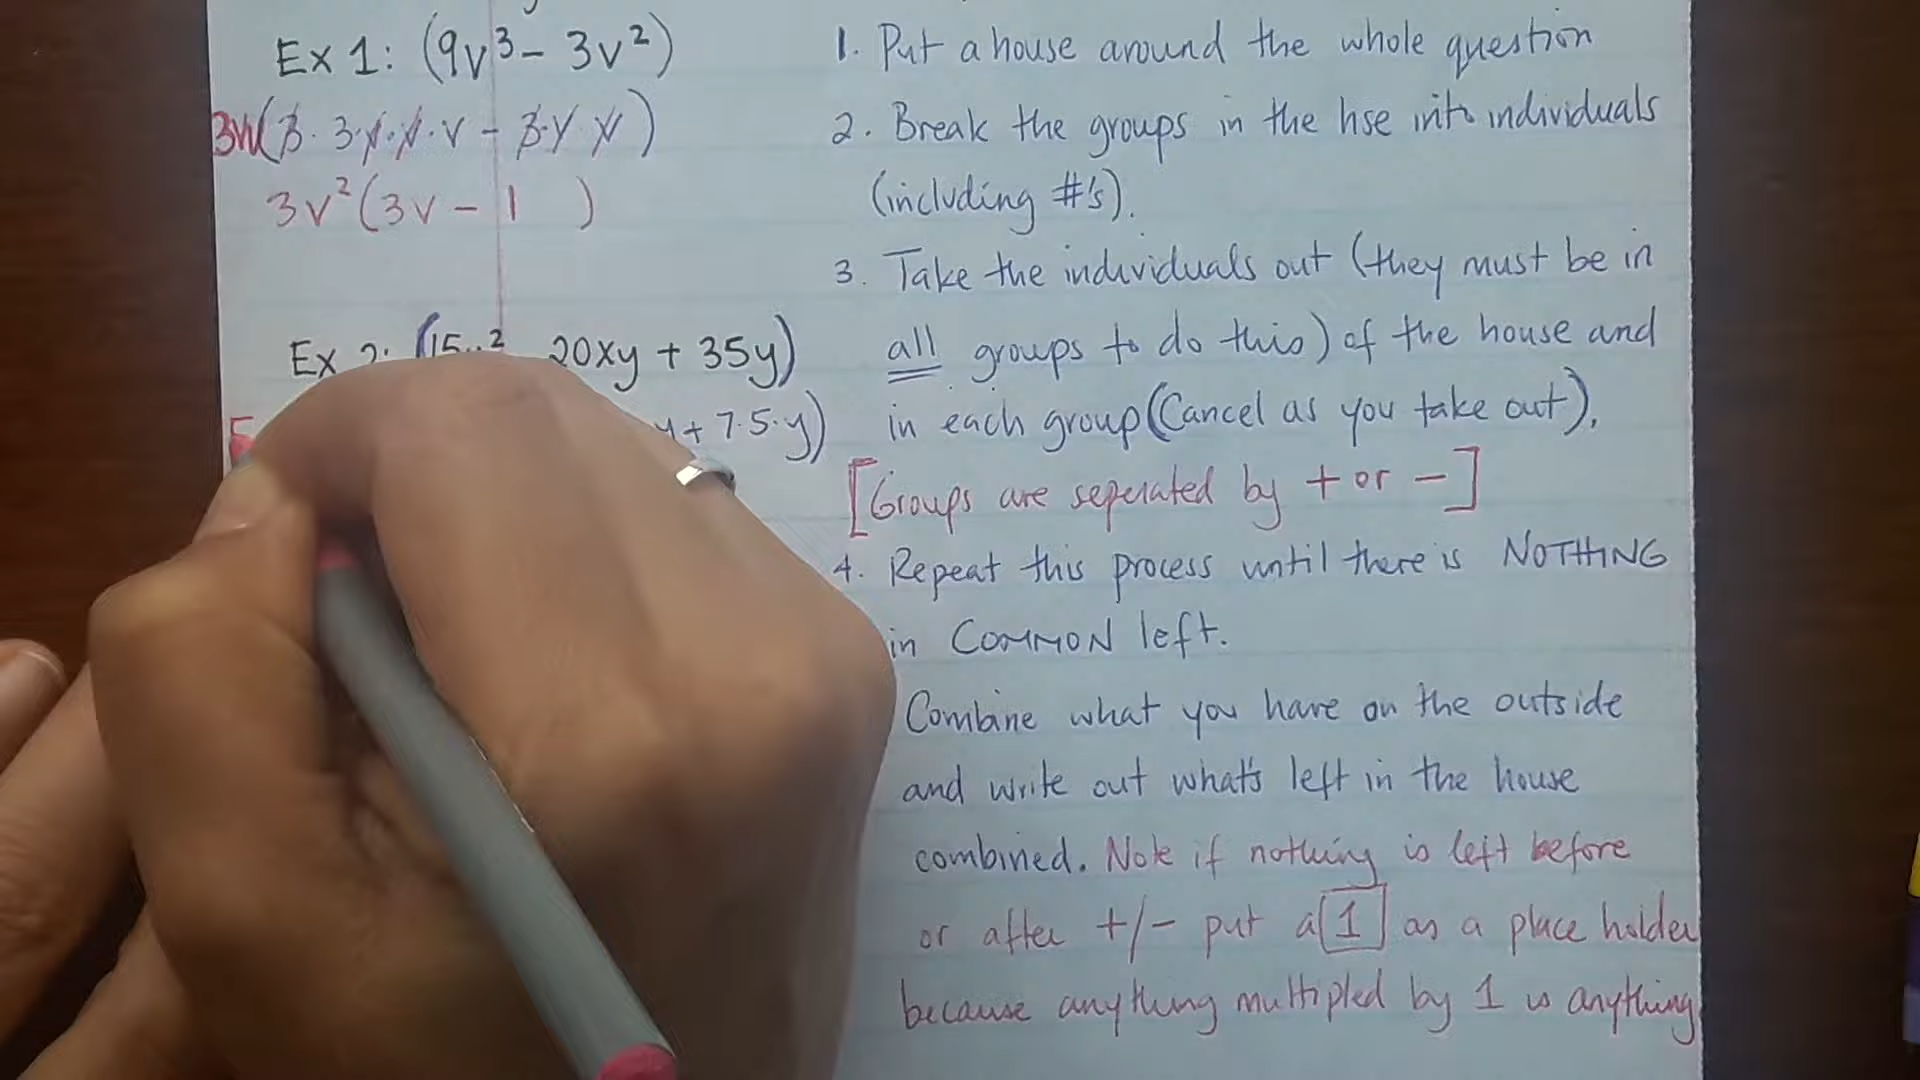 Ex 1: (9v³ - 3v²)
3vv(3·3·v·v·v - 3·v·v)
3v²(3v - 1 )
Ex 2: (15 ² 20xy + 35y)
5 y + 7·5·y)
1. Put a house around the whole question
2. Break the groups in the hse into individuals
(including #'s).
3. Take the individuals out (they must be in
all groups to do this) of the house and
in each group (Cancel as you take out).
[Groups are seperated by + or -]
4. Repeat this process until there is NOTHING
in COMMON left.
Combine what you have on the outside
and write out what's left in the house
combined. Note if nothing is left before
or after +/- put a 1 as a place holder
because anything multipled by 1 is anything